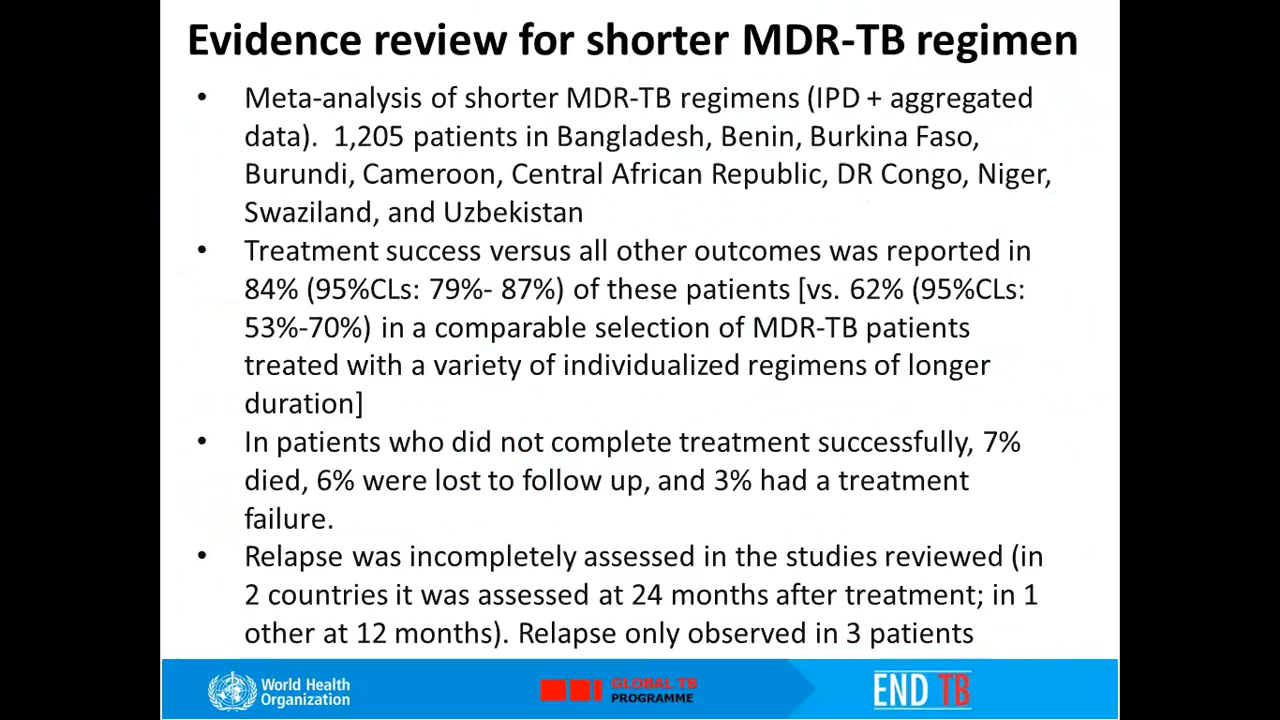 Evidence review for shorter MDR-TB regimen
• Meta-analysis of shorter MDR-TB regimens (IPD + aggregated
data).  1,205 patients in Bangladesh, Benin, Burkina Faso,
Burundi, Cameroon, Central African Republic, DR Congo, Niger,
Swaziland, and Uzbekistan
• Treatment success versus all other outcomes was reported in
84% (95%CLs: 79%- 87%) of these patients [vs. 62% (95%CLs:
53%-70%) in a comparable selection of MDR-TB patients
treated with a variety of individualized regimens of longer
duration]
• In patients who did not complete treatment successfully, 7%
died, 6% were lost to follow up, and 3% had a treatment
failure.
• Relapse was incompletely assessed in the studies reviewed (in
2 countries it was assessed at 24 months after treatment; in 1
other at 12 months). Relapse only observed in 3 patients
World Health
Organization
GLOBAL TB
PROGRAMME
END TB